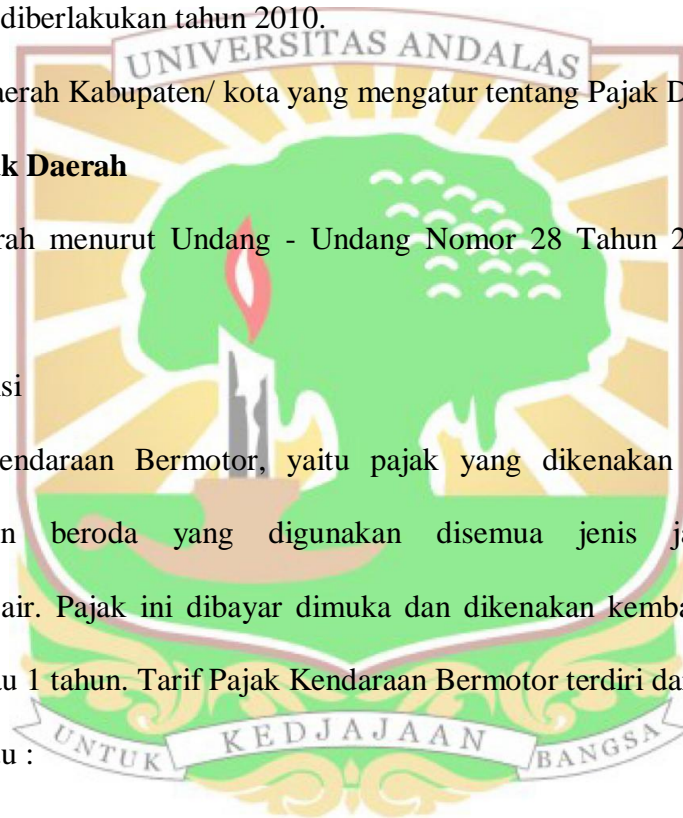 diberlakukan tahun 2010.
UNIVERSITAS ANDALAS
aerah Kabupaten/ kota yang mengatur tentang Pajak D
k Daerah
rah menurut Undang - Undang Nomor 28 Tahun 2
si
endaraan Bermotor, yaitu pajak yang dikenakan
n beroda yang digunakan disemua jenis ja
air. Pajak ini dibayar dimuka dan dikenakan kemba
u 1 tahun. Tarif Pajak Kendaraan Bermotor terdiri da
u :
UNTUK KEDJAJAAN BANGSA